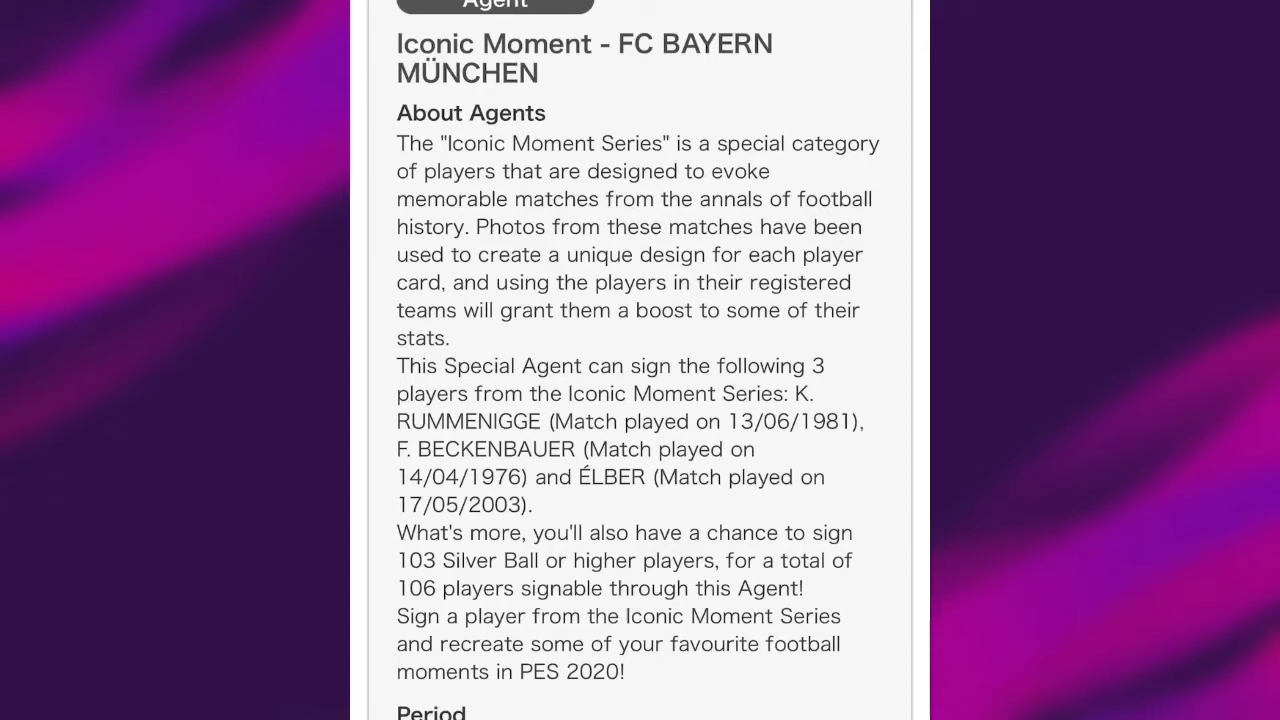 Agent
Iconic Moment - FC BAYERN
MÜNCHEN
About Agents
The "Iconic Moment Series" is a special category
of players that are designed to evoke
memorable matches from the annals of football
history. Photos from these matches have been
used to create a unique design for each player
card, and using the players in their registered
teams will grant them a boost to some of their
stats.
This Special Agent can sign the following 3
players from the Iconic Moment Series: K.
RUMMENIGGE (Match played on 13/06/1981),
F. BECKENBAUER (Match played on
14/04/1976) and ÉLBER (Match played on
17/05/2003).
What's more, you'll also have a chance to sign
103 Silver Ball or higher players, for a total of
106 players signable through this Agent!
Sign a player from the Iconic Moment Series
and recreate some of your favourite football
moments in PES 2020!
Period